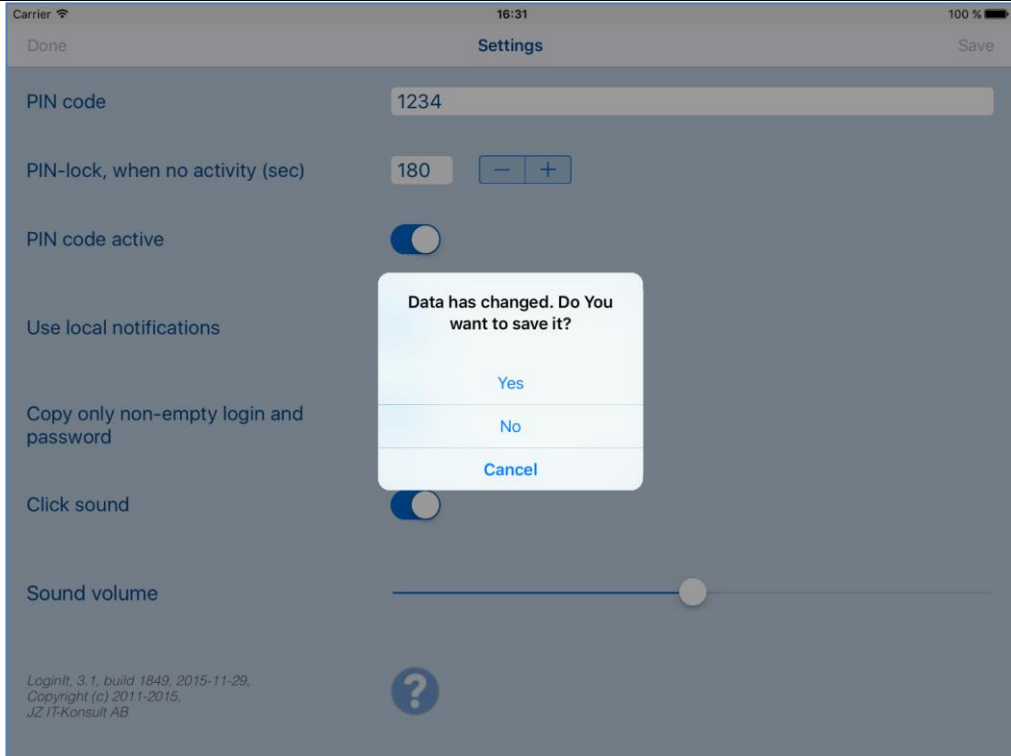 Carrier 16:31 100 %
Done Settings Save
PIN code 1234
PIN-lock, when no activity (sec) 180 − +
PIN code active
Data has changed. Do You
want to save it?
Use local notifications
Yes
Copy only non-empty login and
password
No
Cancel
Click sound
Sound volume
LoginIt, 3.1, build 1849, 2015-11-29,
Copyright (c) 2011-2015,
JZ IT-Konsult AB
?